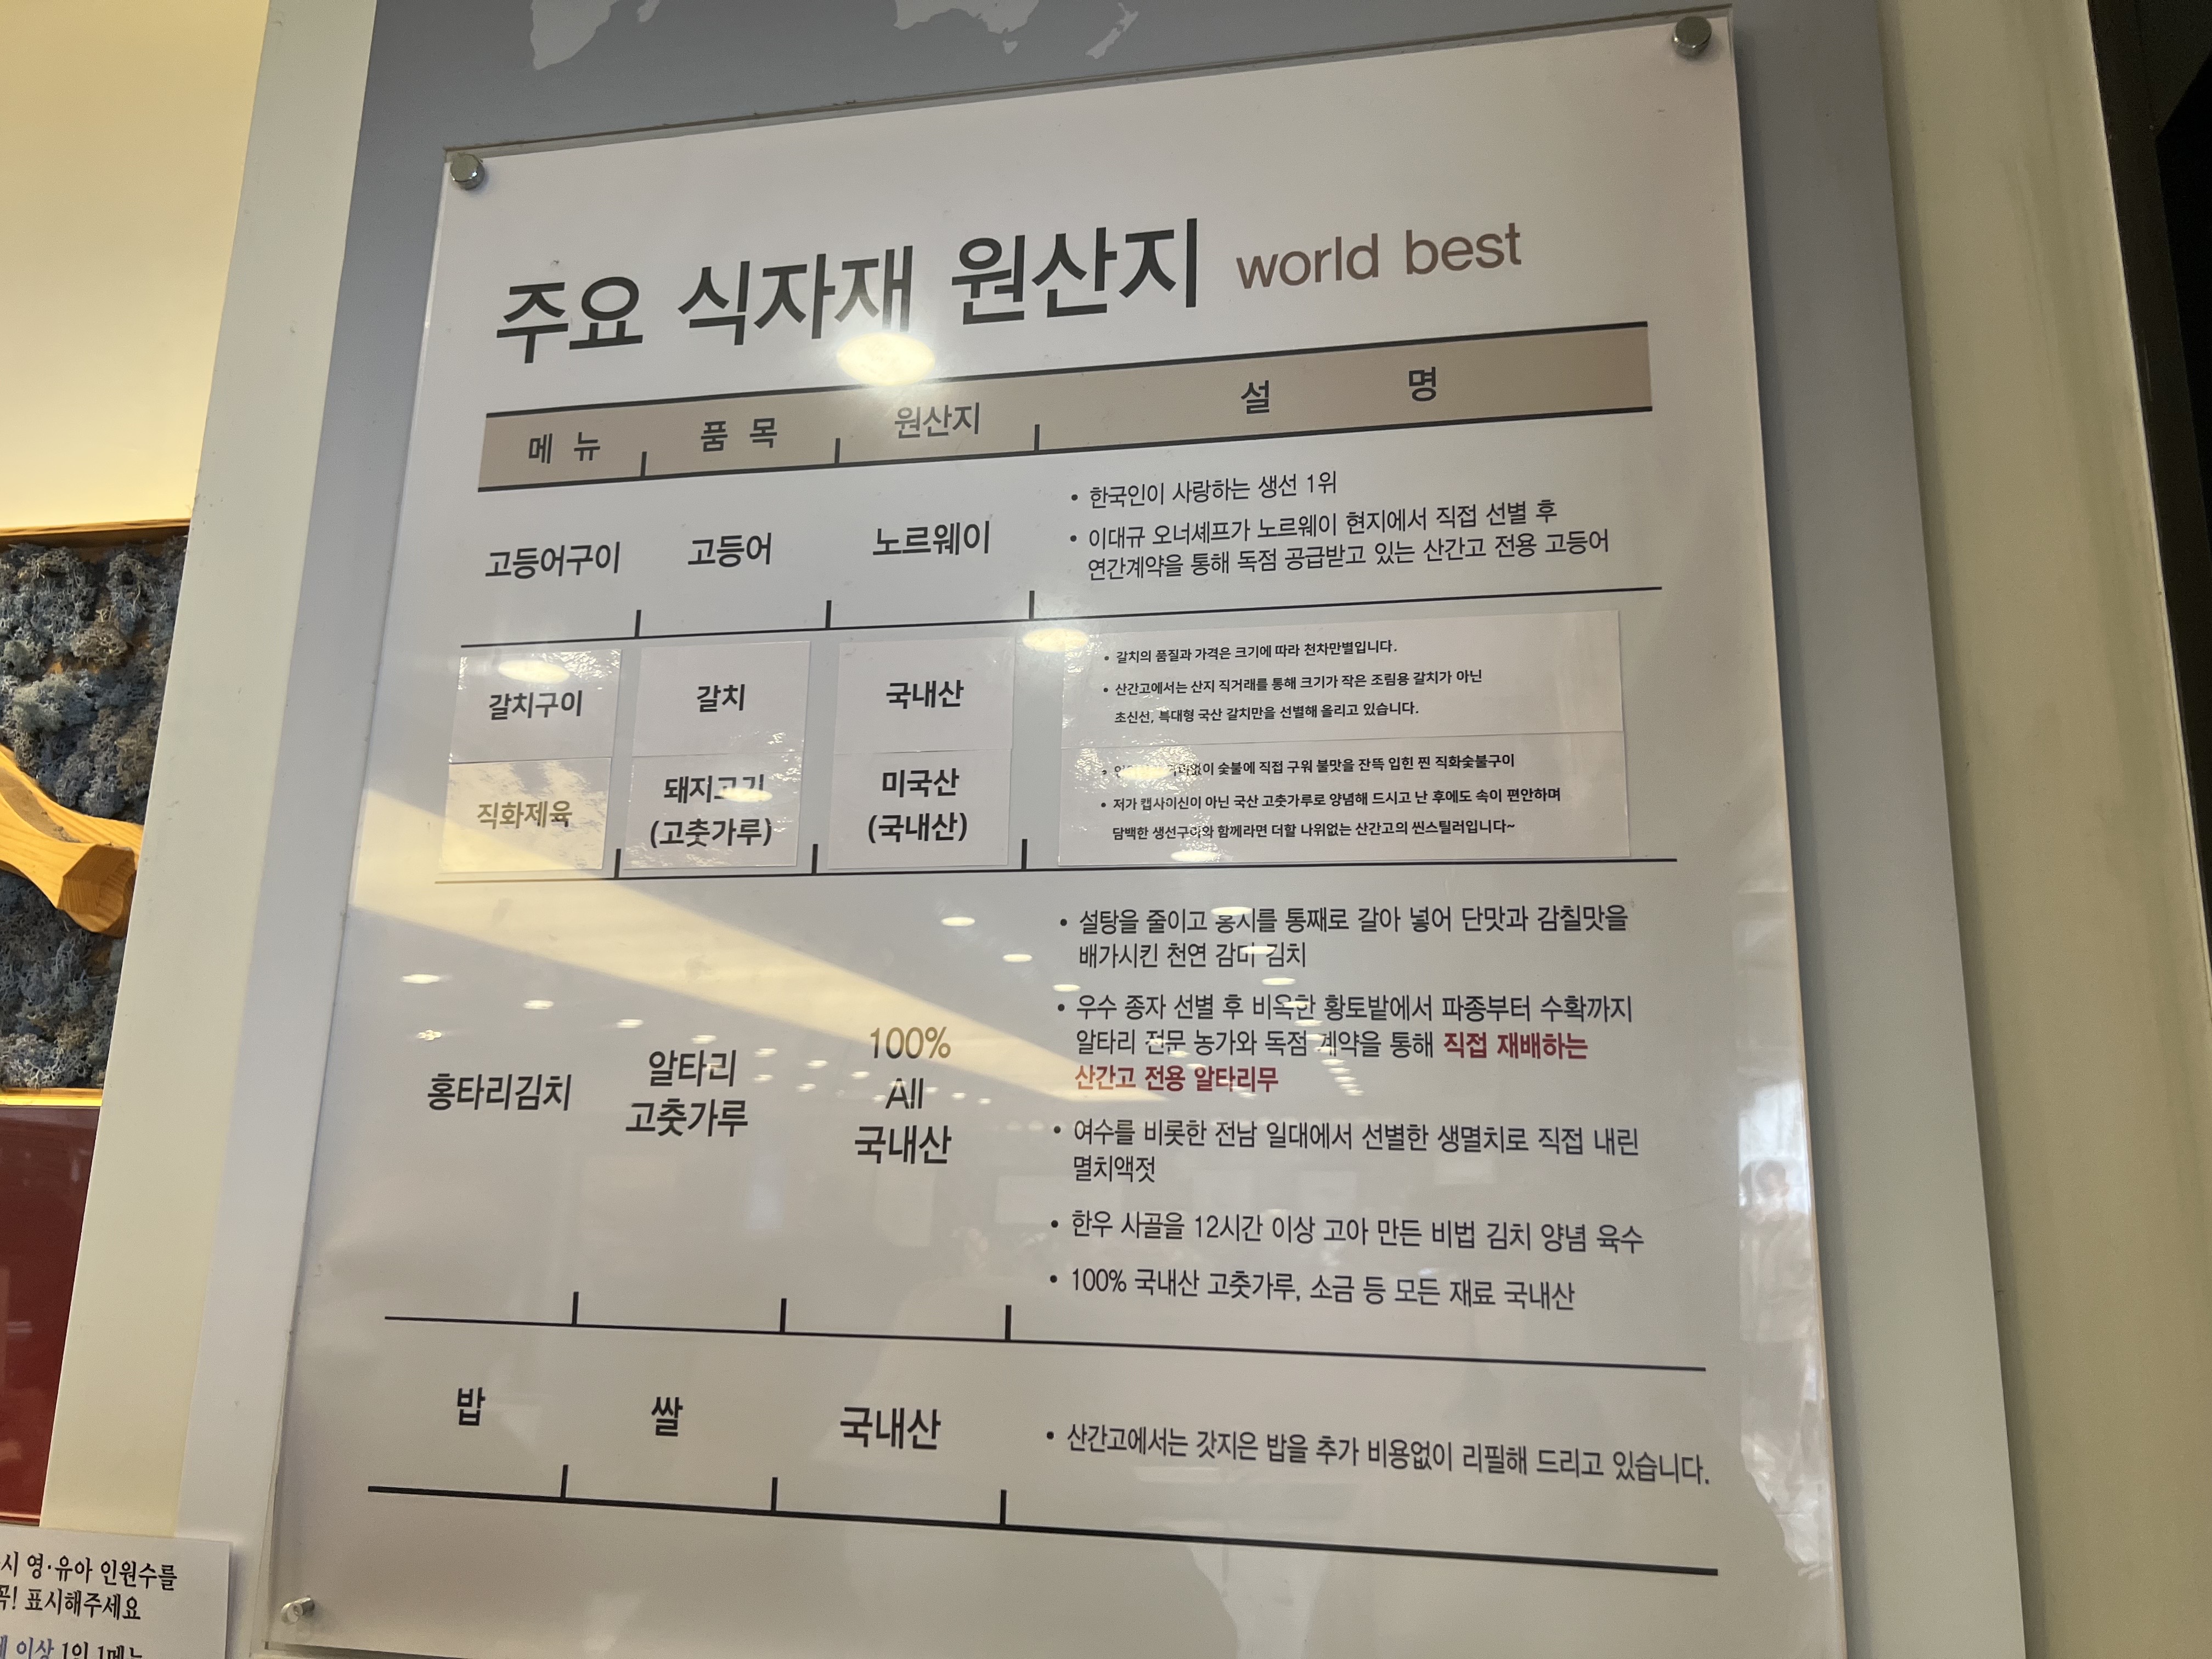 주요 식자재 원산지 world best
메 뉴 품 목 원산지 설 명
고등어구이 고등어 노르웨이
• 한국인이 사랑하는 생선 1위
• 이대규 오너셰프가 노르웨이 현지에서 직접 선별 후
연간계약을 통해 독점 공급받고 있는 산간고 전용 고등어
갈치구이 갈치 국내산
• 갈치의 품질과 가격은 크기에 따라 천차만별입니다.
• 산간고에서는 산지 직거래를 통해 크기가 작은 조림용 갈치가 아닌
초신선, 특대형 국산 갈치만을 선별해 올리고 있습니다.
직화제육
돼지고기
(고춧가루)
미국산
(국내산)
• 숯불에 직접 구워 불맛을 잔뜩 입힌 찐 직화숯불구이
• 저가 캡사이신이 아닌 국산 고춧가루로 양념해 드시고 난 후에도 속이 편안하며
담백한 생선구이와 함께라면 더할 나위없는 산간고의 씬스틸러입니다~
홍타리김치
알타리
고춧가루
100%
All
국내산
• 설탕을 줄이고 홍시를 통째로 갈아 넣어 단맛과 감칠맛을
배가시킨 천연 감미 김치
• 우수 종자 선별 후 비옥한 황토밭에서 파종부터 수확까지
알타리 전문 농가와 독점 계약을 통해 직접 재배하는
산간고 전용 알타리무
• 여수를 비롯한 전남 일대에서 선별한 생멸치로 직접 내린
멸치액젓
• 한우 사골을 12시간 이상 고아 만든 비법 김치 양념 육수
• 100% 국내산 고춧가루, 소금 등 모든 재료 국내산
밥 쌀 국내산
• 산간고에서는 갓지은 밥을 추가 비용없이 리필해 드리고 있습니다.
시 영·유아 인원수를
꼭! 표시해주세요
이상 1인 1메뉴